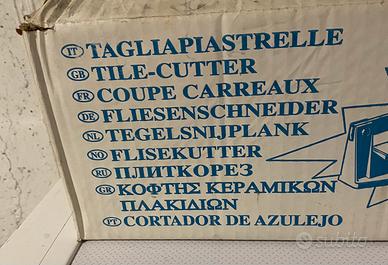 IT TAGLIAPIASTRELLE
GB TILE-CUTTER
FR COUPE CARREAUX
DE FLIESENSCHNEIDER
NL TEGELSNIJPLANK
NO FLISEKUTTER
RU ПЛИТКОРЕЗ
GR ΚΟΦΤΗΣ ΚΕΡΑΜΙΚΩΝ
ΠΛΑΚΙΔΙΩΝ
PT CORTADOR DE AZULEJO
subito